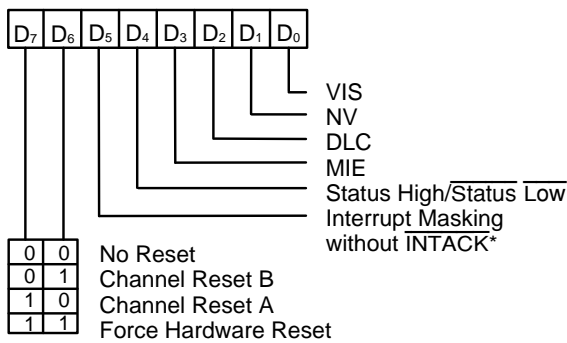 D₇ D₆ D₅ D₄ D₃ D₂ D₁ D₀
VIS
NV
DLC
MIE
Status High/Status Low
Interrupt Masking
without INTACK*
0 0 No Reset
0 1 Channel Reset B
1 0 Channel Reset A
1 1 Force Hardware Reset